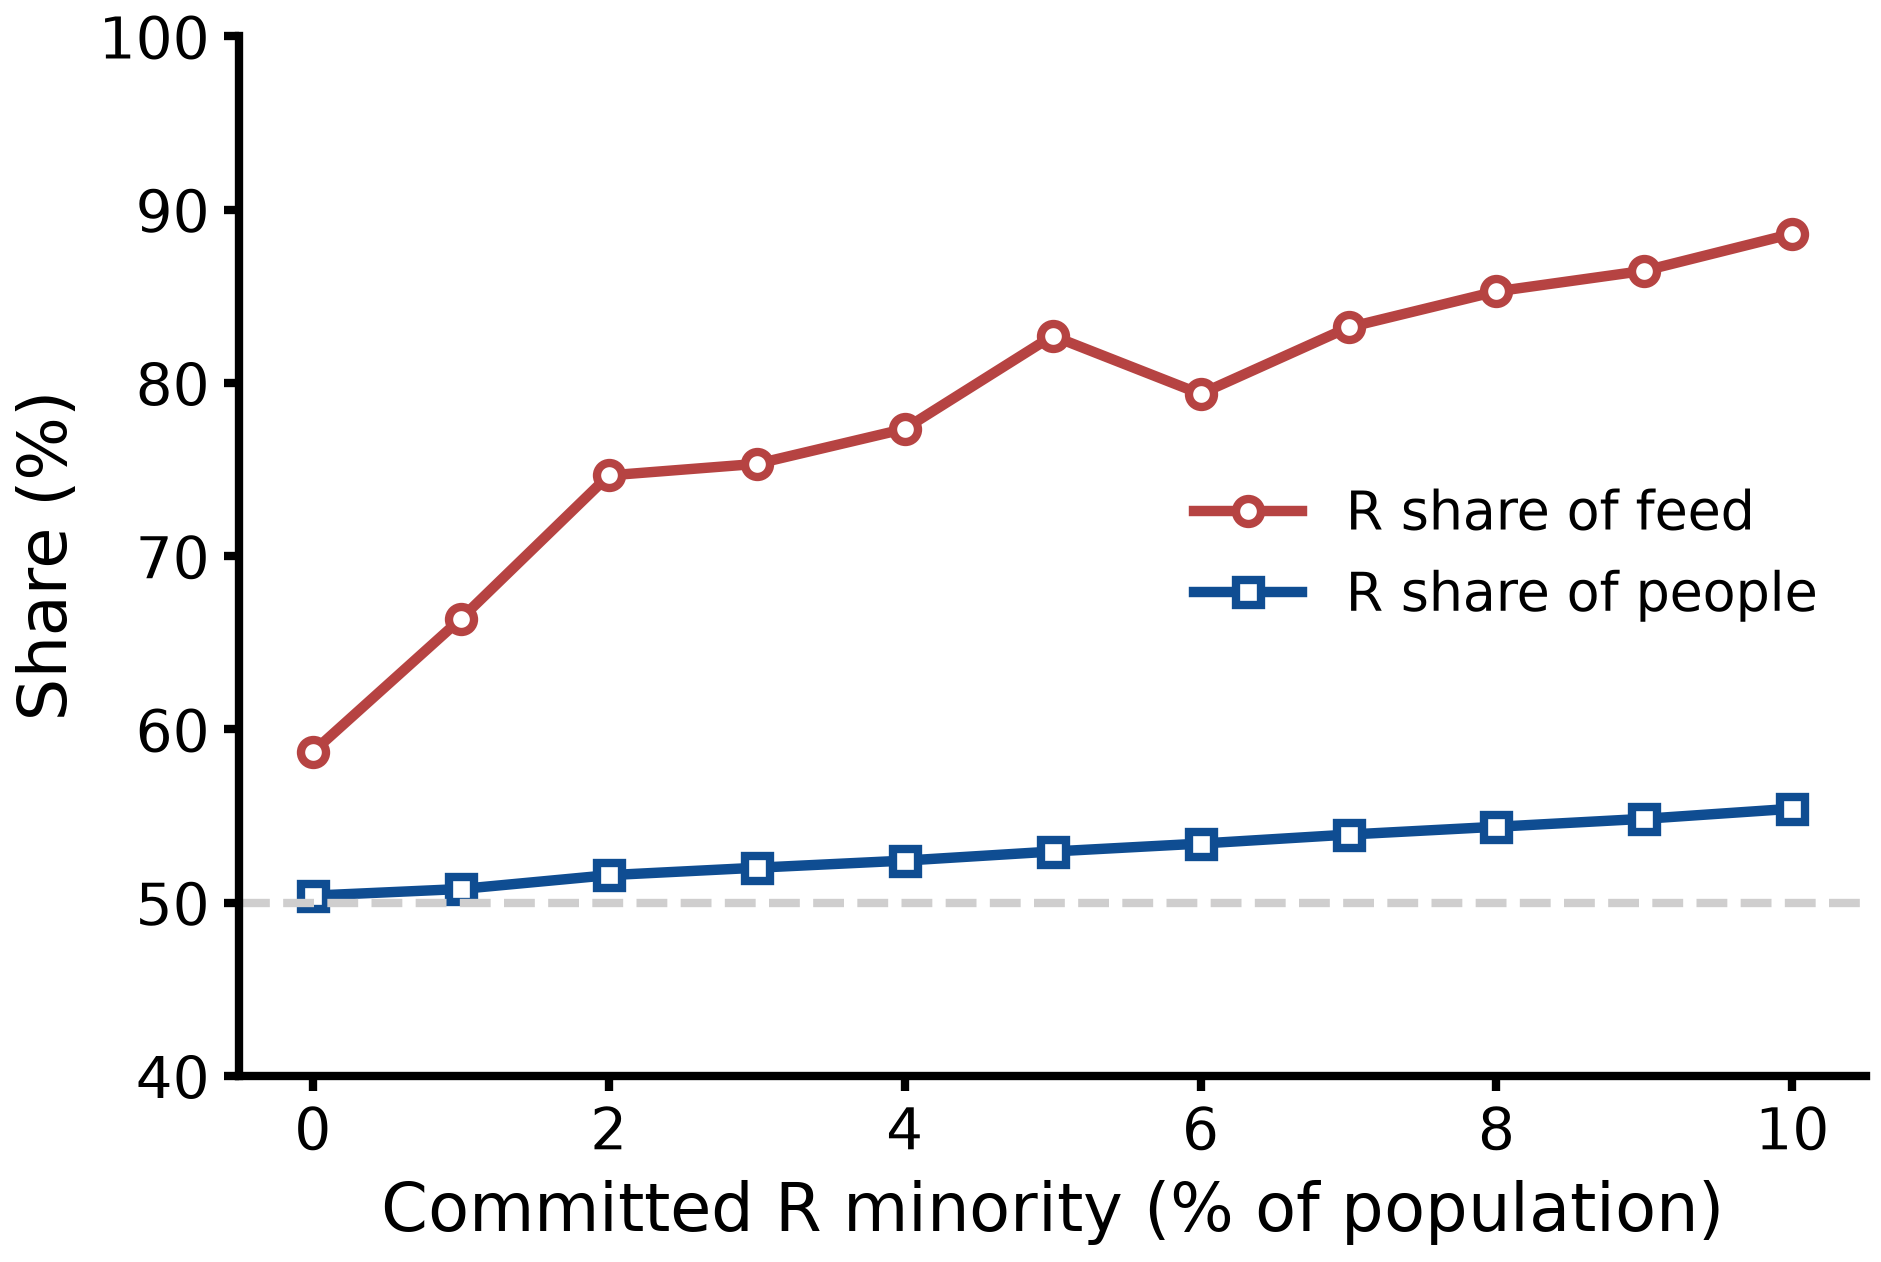 100
90
80
70
60
50
40
Share (%)
R share of feed
R share of people
0 2 4 6 8 10
Committed R minority (% of population)